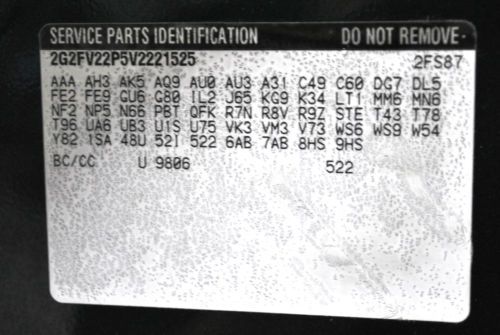 SERVICE PARTS IDENTIFICATION DO NOT REMOVE
2G2FV22P5V2221525 2FS87
AAA AH3 AK5 AQ9 AU0 AU3 A31 C49 C60 DG7 DL5
FE2 FE9 GU6 G80 IL2 J65 KG9 K34 LT1 MM6 MN6
NF2 NP5 N66 PBT QFK R7N R8V R9Z STE T43 T78
T96 UA6 UB3 U1S U75 VK3 VM3 V73 WS6 WS9 W54
Y82 1SA 48U 52I 522 6AB 7AB 8HS 9HS
BC/CC U 9806 522